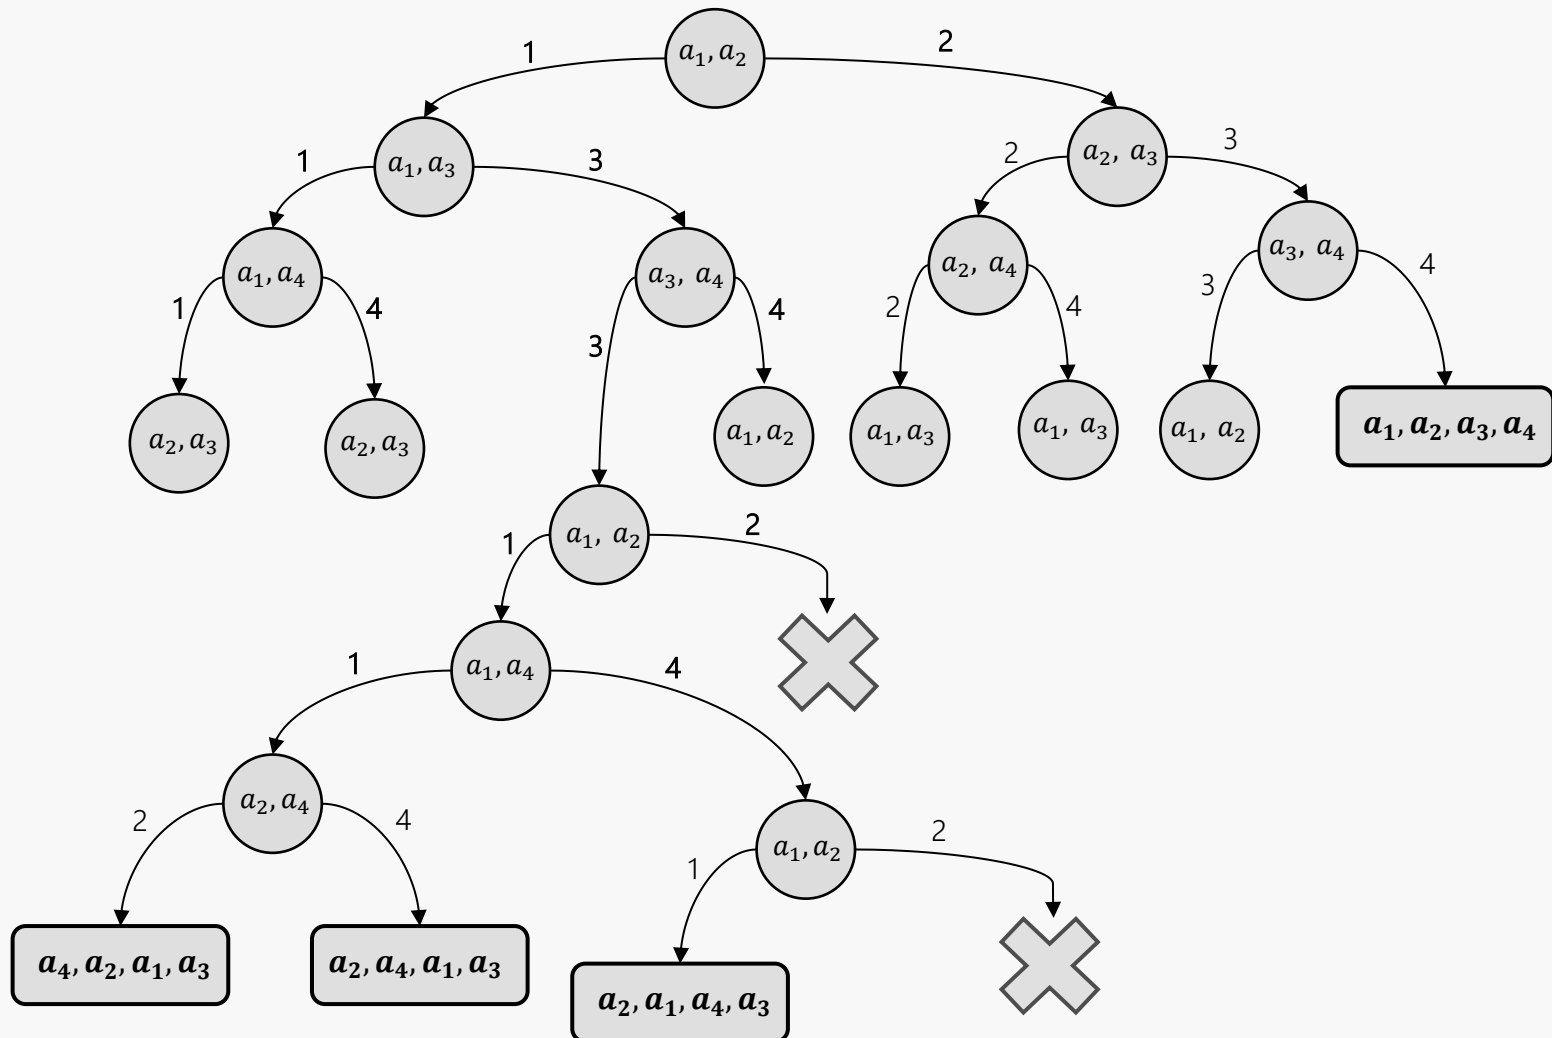 a₁, a₂
1
2
a₁, a₃
a₂, a₃
1
3
2
3
a₁, a₄
a₃, a₄
a₂, a₄
a₃, a₄
1
4
3
4
2
4
3
4
a₂, a₃
a₂, a₃
a₁, a₂
a₁, a₃
a₁, a₃
a₁, a₂
a₁, a₂, a₃, a₄
a₁, a₂
1
2
a₁, a₄
1
4
a₂, a₄
a₁, a₂
2
4
1
2
a₄, a₂, a₁, a₃
a₂, a₄, a₁, a₃
a₂, a₁, a₄, a₃